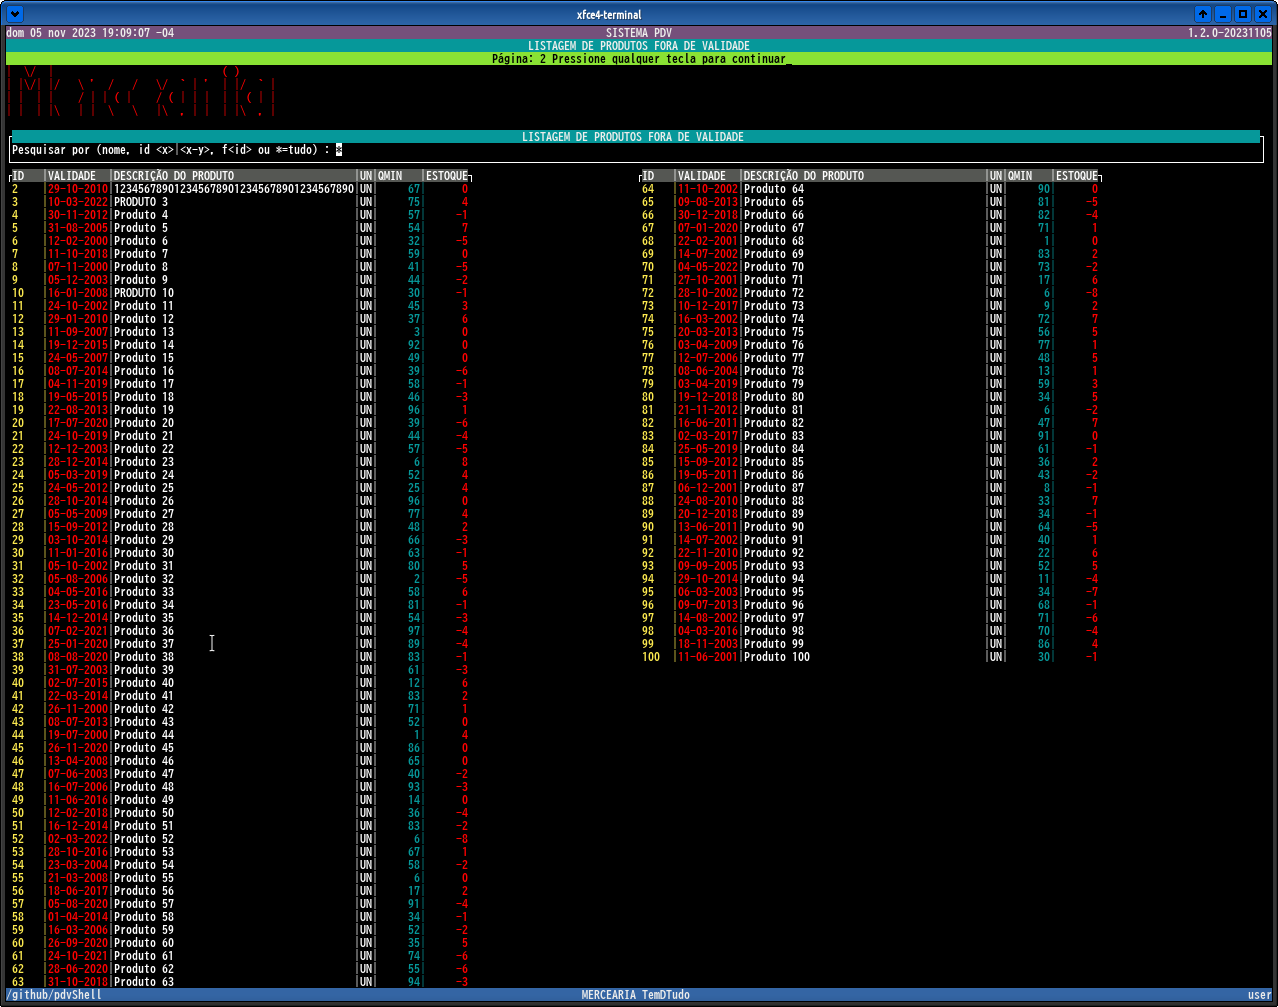 xfce4-terminal
dom 05 nov 2023 19:09:07 -04 SISTEMA PDV 1.2.0-20231105
LISTAGEM DE PRODUTOS FORA DE VALIDADE
Página: 2 Pressione qualquer tecla para continuar_
LISTAGEM DE PRODUTOS FORA DE VALIDADE
Pesquisar por (nome, id <x>|<x-y>, f<id> ou *=tudo) : *
ID |VALIDADE |DESCRIÇÃO DO PRODUTO |UN|QMIN |ESTOQUE
2 |29-10-2010|1234567890123456789012345678901234567890|UN| 67| 0
3 |10-03-2022|PRODUTO 3 |UN| 75| 4
4 |30-11-2012|Produto 4 |UN| 57| -1
5 |31-08-2005|Produto 5 |UN| 54| 7
6 |12-02-2000|Produto 6 |UN| 32| -5
7 |11-10-2018|Produto 7 |UN| 59| 0
8 |07-11-2000|Produto 8 |UN| 41| -5
9 |05-12-2003|Produto 9 |UN| 44| -2
10 |16-01-2008|PRODUTO 10 |UN| 30| -1
11 |24-10-2002|Produto 11 |UN| 45| 3
12 |29-01-2010|Produto 12 |UN| 37| 6
13 |11-09-2007|Produto 13 |UN| 3| 0
14 |19-12-2015|Produto 14 |UN| 92| 0
15 |24-05-2007|Produto 15 |UN| 49| 0
16 |08-07-2014|Produto 16 |UN| 39| -6
17 |04-11-2019|Produto 17 |UN| 58| -1
18 |19-05-2015|Produto 18 |UN| 46| -3
19 |22-08-2013|Produto 19 |UN| 96| 1
20 |17-07-2020|Produto 20 |UN| 39| -6
21 |24-10-2019|Produto 21 |UN| 44| -4
22 |12-12-2003|Produto 22 |UN| 57| -5
23 |28-12-2014|Produto 23 |UN| 6| 8
24 |05-03-2019|Produto 24 |UN| 52| 4
25 |24-05-2012|Produto 25 |UN| 25| 4
26 |28-10-2014|Produto 26 |UN| 96| 0
27 |05-05-2009|Produto 27 |UN| 77| 4
28 |15-09-2012|Produto 28 |UN| 48| 2
29 |03-10-2014|Produto 29 |UN| 66| -3
30 |11-01-2016|Produto 30 |UN| 63| -1
31 |05-10-2002|Produto 31 |UN| 80| 5
32 |05-08-2006|Produto 32 |UN| 2| -5
33 |04-05-2016|Produto 33 |UN| 58| 6
34 |23-05-2016|Produto 34 |UN| 81| -1
35 |14-12-2014|Produto 35 |UN| 54| -3
36 |07-02-2021|Produto 36 |UN| 97| -4
37 |25-01-2020|Produto 37 |UN| 89| -4
38 |08-08-2020|Produto 38 |UN| 83| -1
39 |31-07-2003|Produto 39 |UN| 61| -3
40 |02-07-2015|Produto 40 |UN| 12| 6
41 |22-03-2014|Produto 41 |UN| 83| 2
42 |26-11-2000|Produto 42 |UN| 71| 1
43 |08-07-2013|Produto 43 |UN| 52| 0
44 |19-07-2000|Produto 44 |UN| 1| 4
45 |26-11-2020|Produto 45 |UN| 86| 0
46 |13-04-2008|Produto 46 |UN| 65| 0
47 |07-06-2003|Produto 47 |UN| 40| -2
48 |16-07-2006|Produto 48 |UN| 93| -3
49 |11-06-2016|Produto 49 |UN| 14| 0
50 |12-02-2018|Produto 50 |UN| 36| -4
51 |16-12-2014|Produto 51 |UN| 83| -2
52 |02-03-2022|Produto 52 |UN| 6| -8
53 |28-10-2016|Produto 53 |UN| 67| 1
54 |23-03-2004|Produto 54 |UN| 58| -2
55 |21-03-2008|Produto 55 |UN| 6| 0
56 |18-06-2017|Produto 56 |UN| 17| 2
57 |05-08-2020|Produto 57 |UN| 91| -4
58 |01-04-2014|Produto 58 |UN| 34| -1
59 |16-03-2006|Produto 59 |UN| 52| -2
60 |26-09-2020|Produto 60 |UN| 35| 5
61 |24-10-2021|Produto 61 |UN| 74| -6
62 |28-06-2020|Produto 62 |UN| 55| -6
63 |31-10-2018|Produto 63 |UN| 94| -3
ID |VALIDADE |DESCRIÇÃO DO PRODUTO |UN|QMIN |ESTOQUE
64 |11-10-2002|Produto 64 |UN| 90| 0
65 |09-08-2013|Produto 65 |UN| 81| -5
66 |30-12-2018|Produto 66 |UN| 82| -4
67 |07-01-2020|Produto 67 |UN| 71| 1
68 |22-02-2001|Produto 68 |UN| 1| 0
69 |14-07-2002|Produto 69 |UN| 83| 2
70 |04-05-2022|Produto 70 |UN| 73| -2
71 |27-10-2001|Produto 71 |UN| 17| 6
72 |28-10-2002|Produto 72 |UN| 6| -8
73 |10-12-2017|Produto 73 |UN| 9| 2
74 |16-03-2002|Produto 74 |UN| 72| 7
75 |20-03-2013|Produto 75 |UN| 56| 5
76 |03-04-2009|Produto 76 |UN| 77| 1
77 |12-07-2006|Produto 77 |UN| 48| 5
78 |08-06-2004|Produto 78 |UN| 13| 1
79 |03-04-2019|Produto 79 |UN| 59| 3
80 |19-12-2018|Produto 80 |UN| 34| 5
81 |21-11-2012|Produto 81 |UN| 6| -2
82 |16-06-2011|Produto 82 |UN| 47| 7
83 |02-03-2017|Produto 83 |UN| 91| 0
84 |25-05-2019|Produto 84 |UN| 61| -1
85 |15-09-2012|Produto 85 |UN| 36| 2
86 |19-05-2011|Produto 86 |UN| 43| -2
87 |06-12-2001|Produto 87 |UN| 8| -1
88 |24-08-2010|Produto 88 |UN| 33| 7
89 |20-12-2018|Produto 89 |UN| 34| -1
90 |13-06-2011|Produto 90 |UN| 64| -5
91 |14-07-2002|Produto 91 |UN| 40| 1
92 |22-11-2010|Produto 92 |UN| 22| 6
93 |09-09-2005|Produto 93 |UN| 52| 5
94 |29-10-2014|Produto 94 |UN| 11| -4
95 |06-03-2003|Produto 95 |UN| 34| -7
96 |09-07-2013|Produto 96 |UN| 68| -1
97 |14-08-2002|Produto 97 |UN| 71| -6
98 |04-03-2016|Produto 98 |UN| 70| -4
99 |18-11-2003|Produto 99 |UN| 86| 4
100 |11-06-2001|Produto 100 |UN| 30| -1
/github/pdvShell MERCEARIA TemDTudo user